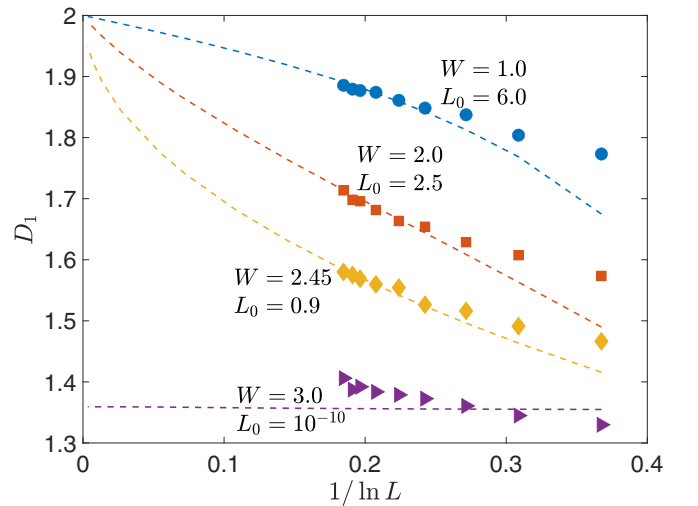 2
1.9
1.8
1.7
1.6
1.5
1.4
1.3
D₁
W = 1.0
L₀ = 6.0
W = 2.0
L₀ = 2.5
W = 2.45
L₀ = 0.9
W = 3.0
L₀ = 10⁻¹⁰
0 0.1 0.2 0.3 0.4
1/ ln L